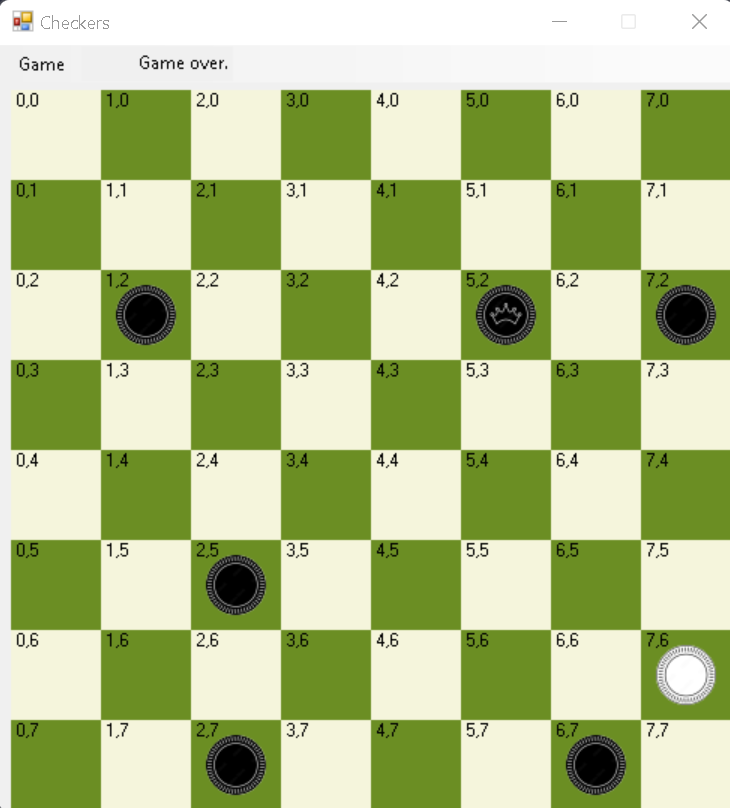 Checkers
Game Game over.
0,0 1,0 2,0 3,0 4,0 5,0 6,0 7,0
0,1 1,1 2,1 3,1 4,1 5,1 6,1 7,1
0,2 1,2 2,2 3,2 4,2 5,2 6,2 7,2
0,3 1,3 2,3 3,3 4,3 5,3 6,3 7,3
0,4 1,4 2,4 3,4 4,4 5,4 6,4 7,4
0,5 1,5 2,5 3,5 4,5 5,5 6,5 7,5
0,6 1,6 2,6 3,6 4,6 5,6 6,6 7,6
0,7 1,7 2,7 3,7 4,7 5,7 6,7 7,7